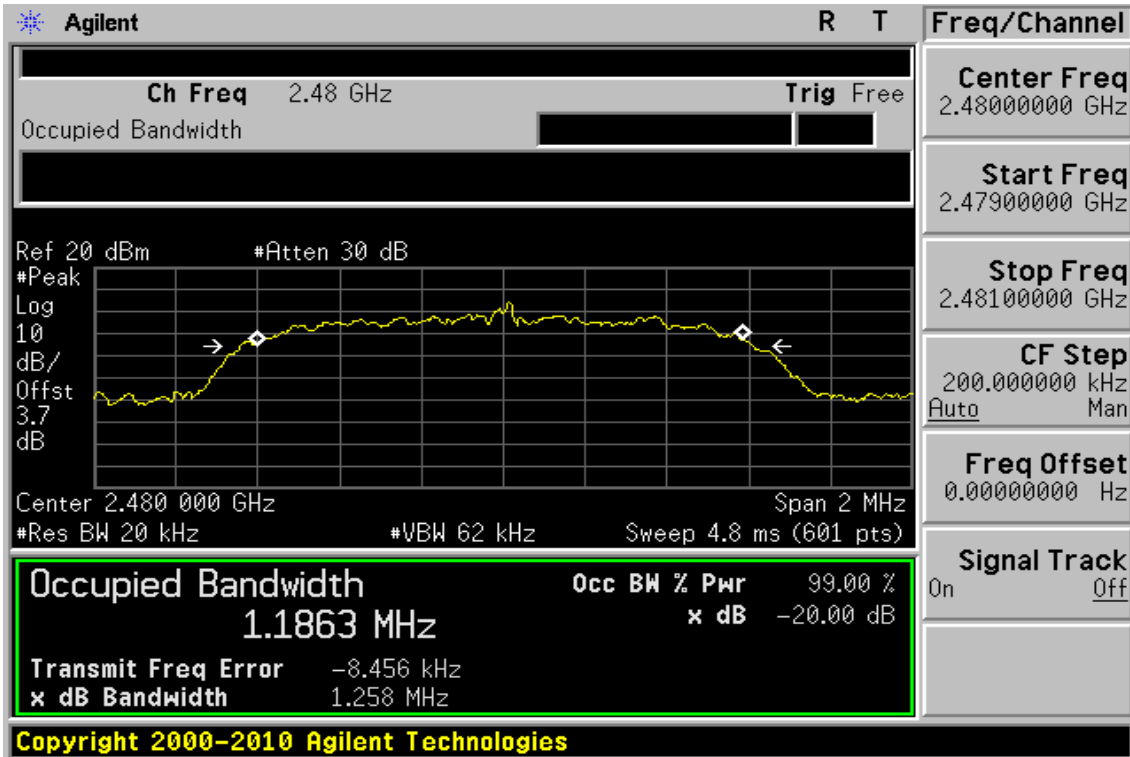 Agilent R T
Ch Freq 2.48 GHz Trig Free
Occupied Bandwidth
Ref 20 dBm #Atten 30 dB
#Peak
Log
10
dB/
Offst
3.7
dB
Center 2.480 000 GHz Span 2 MHz
#Res BW 20 kHz #VBW 62 kHz Sweep 4.8 ms (601 pts)
Occupied Bandwidth Occ BW % Pwr 99.00 %
1.1863 MHz x dB -20.00 dB
Transmit Freq Error -8.456 kHz
x dB Bandwidth 1.258 MHz
Copyright 2000-2010 Agilent Technologies
Freq/Channel
Center Freq
2.48000000 GHz
Start Freq
2.47900000 GHz
Stop Freq
2.48100000 GHz
CF Step
200.000000 kHz
Auto Man
Freq Offset
0.00000000 Hz
Signal Track
On Off